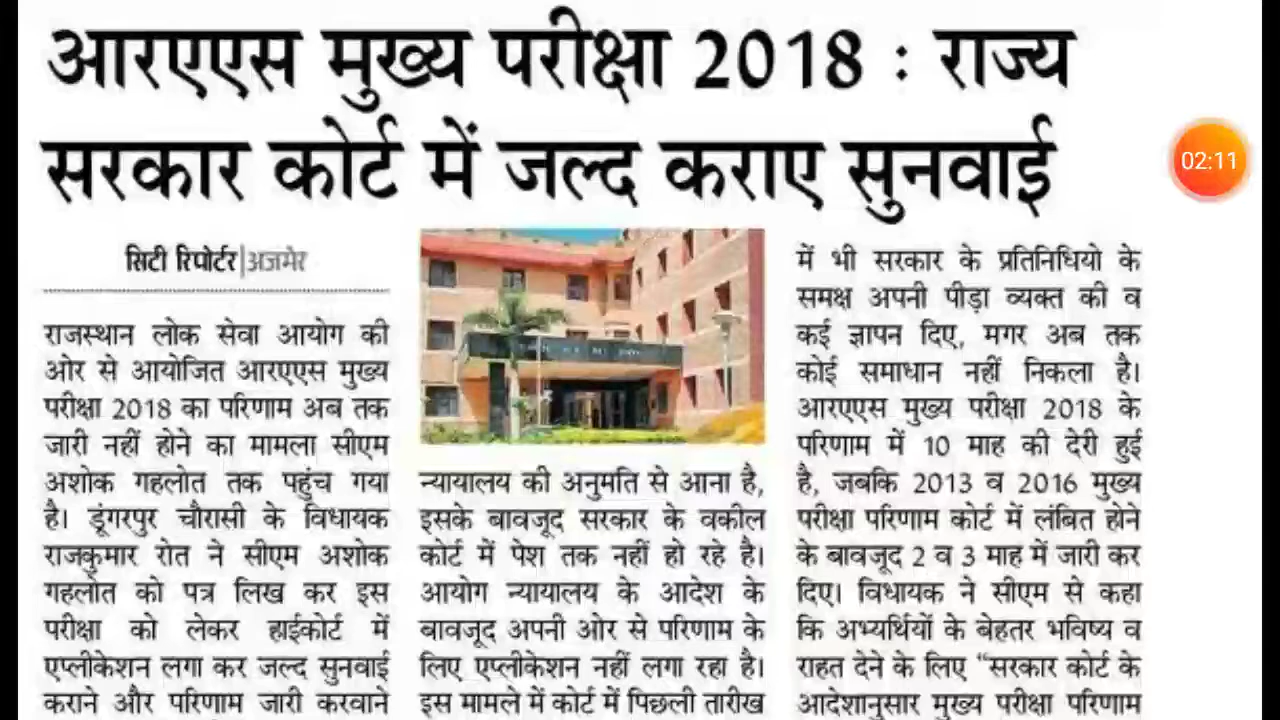 आरएएस मुख्य परीक्षा 2018 : राज्य
सरकार कोर्ट में जल्द कराए सुनवाई
02:11
सिटी रिपोर्टर|अजमेर
राजस्थान लोक सेवा आयोग की
ओर से आयोजित आरएएस मुख्य
परीक्षा 2018 का परिणाम अब तक
जारी नहीं होने का मामला सीएम
अशोक गहलोत तक पहुंच गया
है। डूंगरपुर चौरासी के विधायक
राजकुमार रोत ने सीएम अशोक
गहलोत को पत्र लिख कर इस
परीक्षा को लेकर हाईकोर्ट में
एप्लीकेशन लगा कर जल्द सुनवाई
कराने और परिणाम जारी करवाने
न्यायालय की अनुमति से आना है,
इसके बावजूद सरकार के वकील
कोर्ट में पेश तक नहीं हो रहे है।
आयोग न्यायालय के आदेश के
बावजूद अपनी ओर से परिणाम के
लिए एप्लीकेशन नहीं लगा रहा है।
इस मामले में कोर्ट में पिछली तारीख
में भी सरकार के प्रतिनिधियो के
समक्ष अपनी पीड़ा व्यक्त की व
कई ज्ञापन दिए, मगर अब तक
कोई समाधान नहीं निकला है।
आरएएस मुख्य परीक्षा 2018 के
परिणाम में 10 माह की देरी हुई
है, जबकि 2013 व 2016 मुख्य
परीक्षा परिणाम कोर्ट में लंबित होने
के बावजूद 2 व 3 माह में जारी कर
दिए। विधायक ने सीएम से कहा
कि अभ्यर्थियों के बेहतर भविष्य व
राहत देने के लिए "सरकार कोर्ट के
आदेशानुसार मुख्य परीक्षा परिणाम